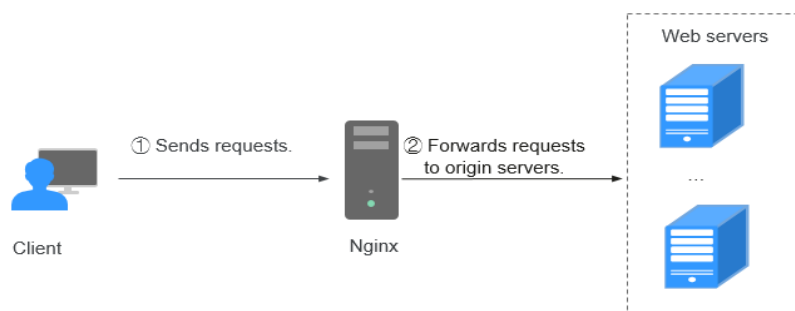 Web servers
① Sends requests.
② Forwards requests
to origin servers.
...
Client
Nginx